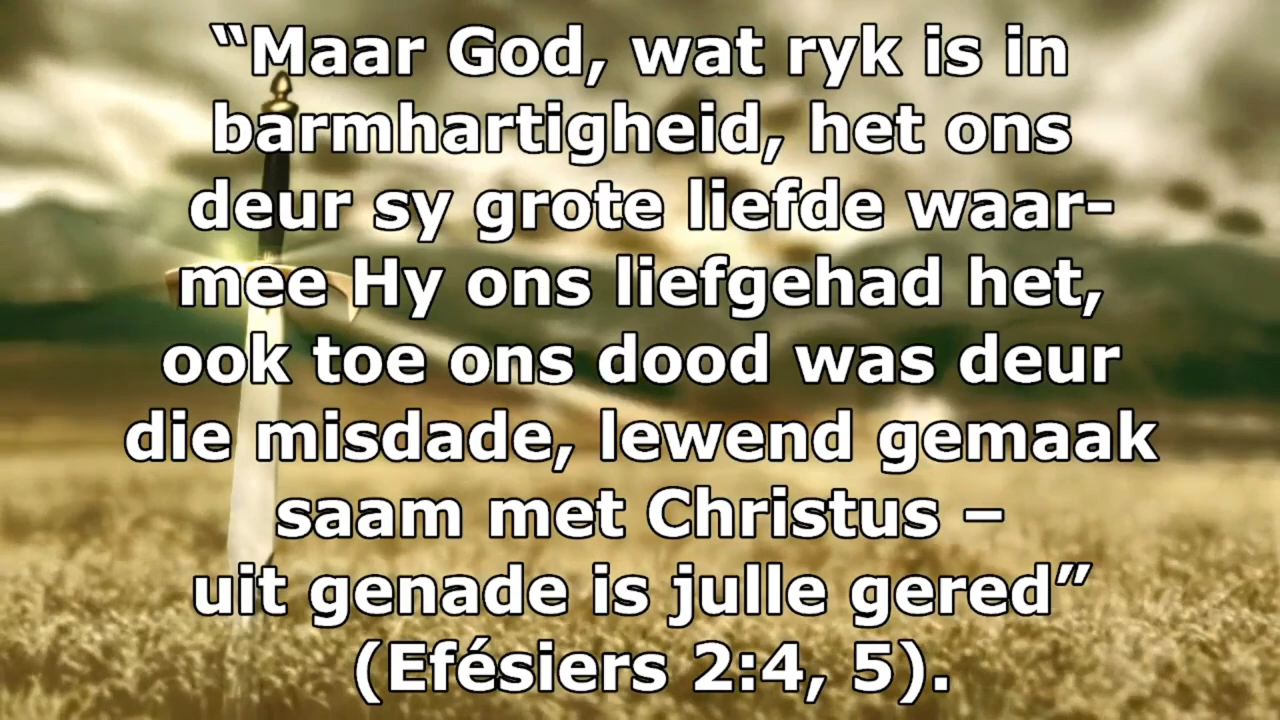 “Maar God, wat ryk is in
barmhartigheid, het ons
deur sy grote liefde waar-
mee Hy ons liefgehad het,
ook toe ons dood was deur
die misdade, lewend gemaak
saam met Christus –
uit genade is julle gered”
(Efésiers 2:4, 5).